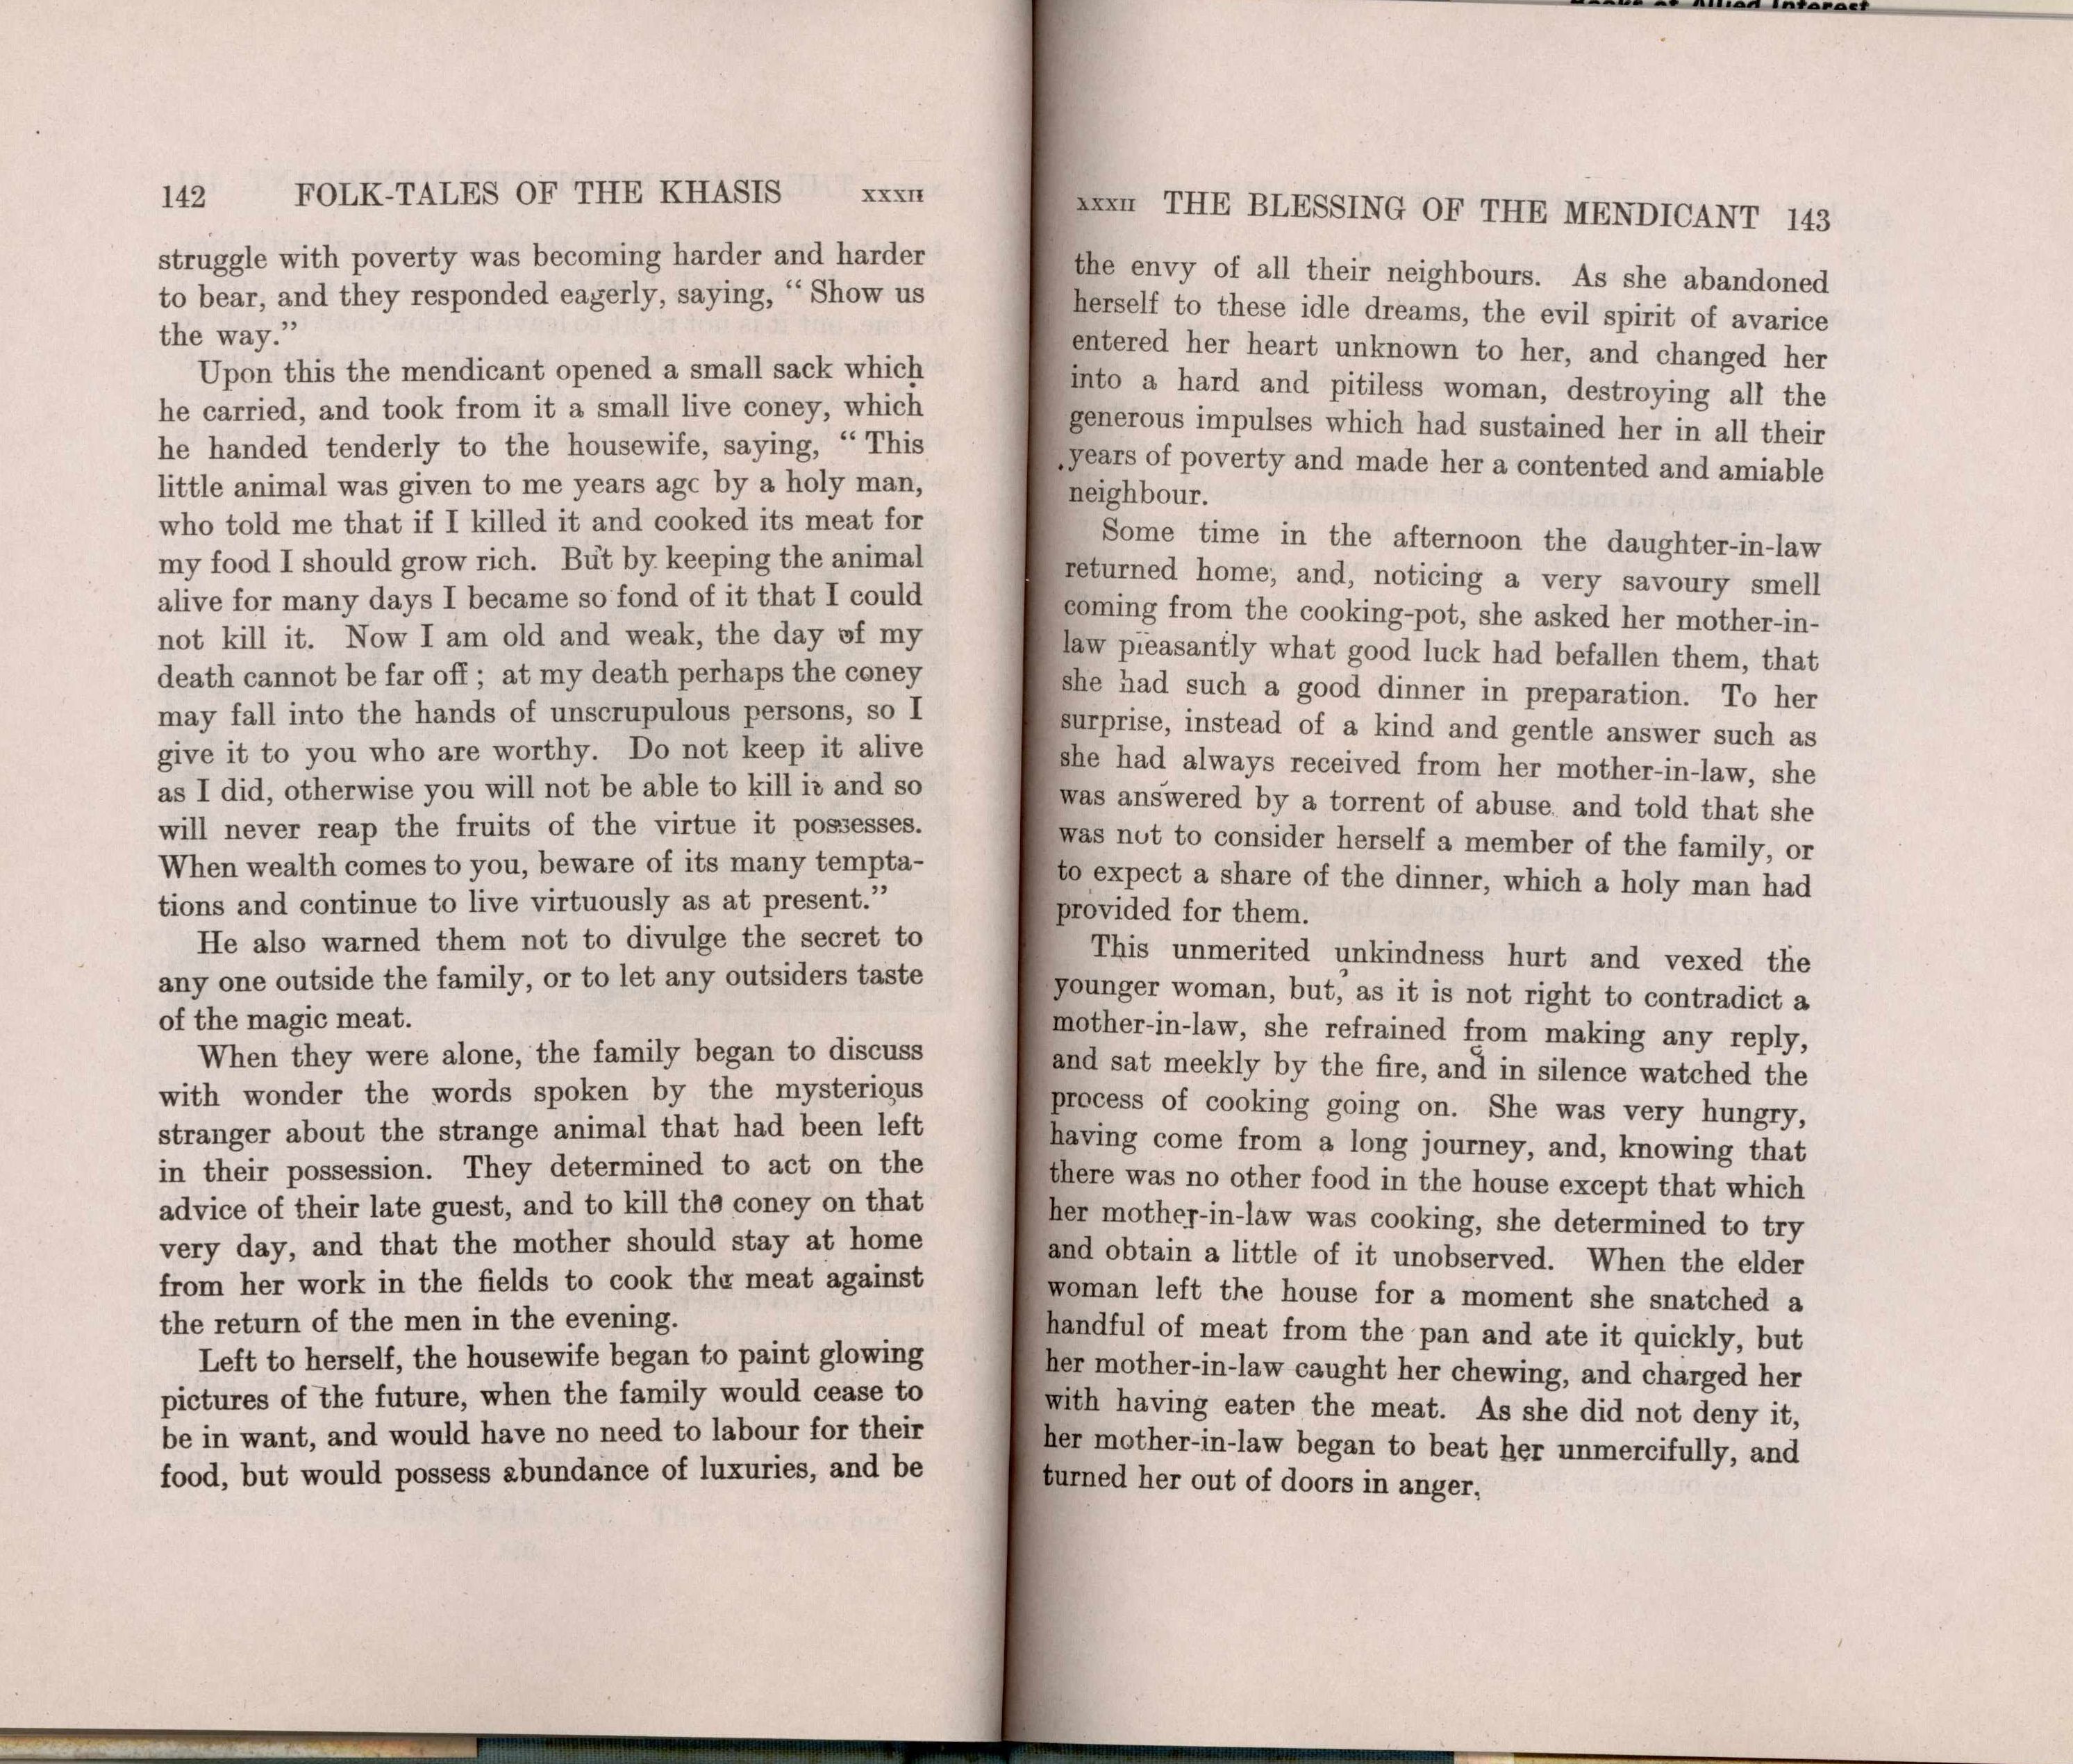 Books of Allied Interest
142 FOLK-TALES OF THE KHASIS XXXII
struggle with poverty was becoming harder and harder
to bear, and they responded eagerly, saying, “ Show us
the way.”
Upon this the mendicant opened a small sack which
he carried, and took from it a small live coney, which
he handed tenderly to the housewife, saying, “ This
little animal was given to me years ago by a holy man,
who told me that if I killed it and cooked its meat for
my food I should grow rich. But by keeping the animal
alive for many days I became so fond of it that I could
not kill it. Now I am old and weak, the day of my
death cannot be far off ; at my death perhaps the coney
may fall into the hands of unscrupulous persons, so I
give it to you who are worthy. Do not keep it alive
as I did, otherwise you will not be able to kill it and so
will never reap the fruits of the virtue it possesses.
When wealth comes to you, beware of its many tempta-
tions and continue to live virtuously as at present.”
He also warned them not to divulge the secret to
any one outside the family, or to let any outsiders taste
of the magic meat.
When they were alone, the family began to discuss
with wonder the words spoken by the mysterious
stranger about the strange animal that had been left
in their possession. They determined to act on the
advice of their late guest, and to kill the coney on that
very day, and that the mother should stay at home
from her work in the fields to cook the meat against
the return of the men in the evening.
Left to herself, the housewife began to paint glowing
pictures of the future, when the family would cease to
be in want, and would have no need to labour for their
food, but would possess abundance of luxuries, and be
XXXII THE BLESSING OF THE MENDICANT 143
the envy of all their neighbours. As she abandoned
herself to these idle dreams, the evil spirit of avarice
entered her heart unknown to her, and changed her
into a hard and pitiless woman, destroying all the
generous impulses which had sustained her in all their
years of poverty and made her a contented and amiable
neighbour.
Some time in the afternoon the daughter-in-law
returned home, and, noticing a very savoury smell
coming from the cooking-pot, she asked her mother-in-
law pleasantly what good luck had befallen them, that
she had such a good dinner in preparation. To her
surprise, instead of a kind and gentle answer such as
she had always received from her mother-in-law, she
was answered by a torrent of abuse, and told that she
was not to consider herself a member of the family, or
to expect a share of the dinner, which a holy man had
provided for them.
This unmerited unkindness hurt and vexed the
younger woman, but, as it is not right to contradict a
mother-in-law, she refrained from making any reply,
and sat meekly by the fire, and in silence watched the
process of cooking going on. She was very hungry,
having come from a long journey, and, knowing that
there was no other food in the house except that which
her mother-in-law was cooking, she determined to try
and obtain a little of it unobserved. When the elder
woman left the house for a moment she snatched a
handful of meat from the pan and ate it quickly, but
her mother-in-law caught her chewing, and charged her
with having eaten the meat. As she did not deny it,
her mother-in-law began to beat her unmercifully, and
turned her out of doors in anger.